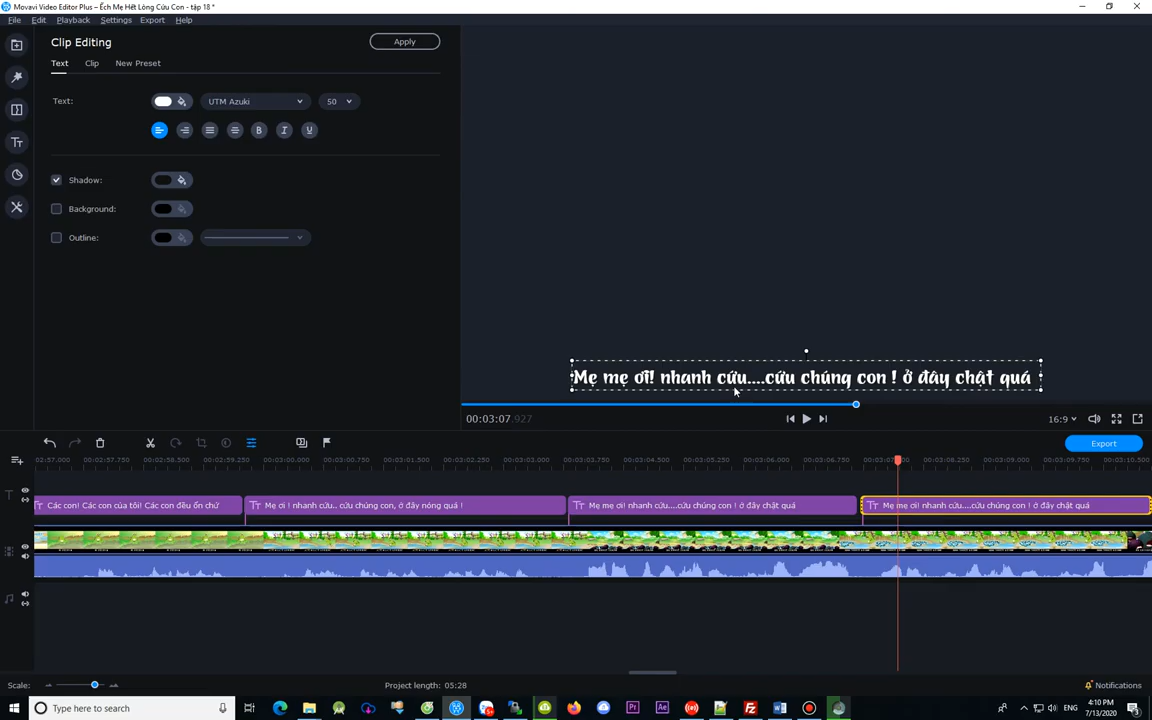 Movavi Video Editor Plus – Ếch Mẹ Hết Lòng Cứu Con - tập 18 *
File Edit Playback Settings Export Help
Clip Editing
Apply
Text Clip New Preset
Text:
UTM Azuki
50
B I U
Shadow:
Background:
Outline:
Mẹ mẹ ơi! nhanh cứu....cứu chúng con ! ở đây chật quá
00:03:07.927
16:9
Export
02:57.000 00:02:57.750 00:02:58.500 00:02:59.250 00:03:00.000 00:03:00.750 00:03:01.500 00:03:02.250 00:03:03.000 00:03:03.750 00:03:04.500 00:03:05.250 00:03:06.000 00:03:06.750 00:03:08.250 00:03:09.000 00:03:09.750 00:03:10.500
Các con! Các con của tôi! Các con đều ổn chứ
Mẹ ơi ! nhanh cứu.. cứu chúng con, ở đây nóng quá !
Mẹ mẹ ơi! nhanh cứu....cứu chúng con ! ở đây chật quá
Mẹ mẹ ơi! nhanh cứu....cứu chúng con ! ở đây chật quá
Scale:
Project length: 05:28
Notifications
Type here to search
ENG
4:10 PM
7/13/2020